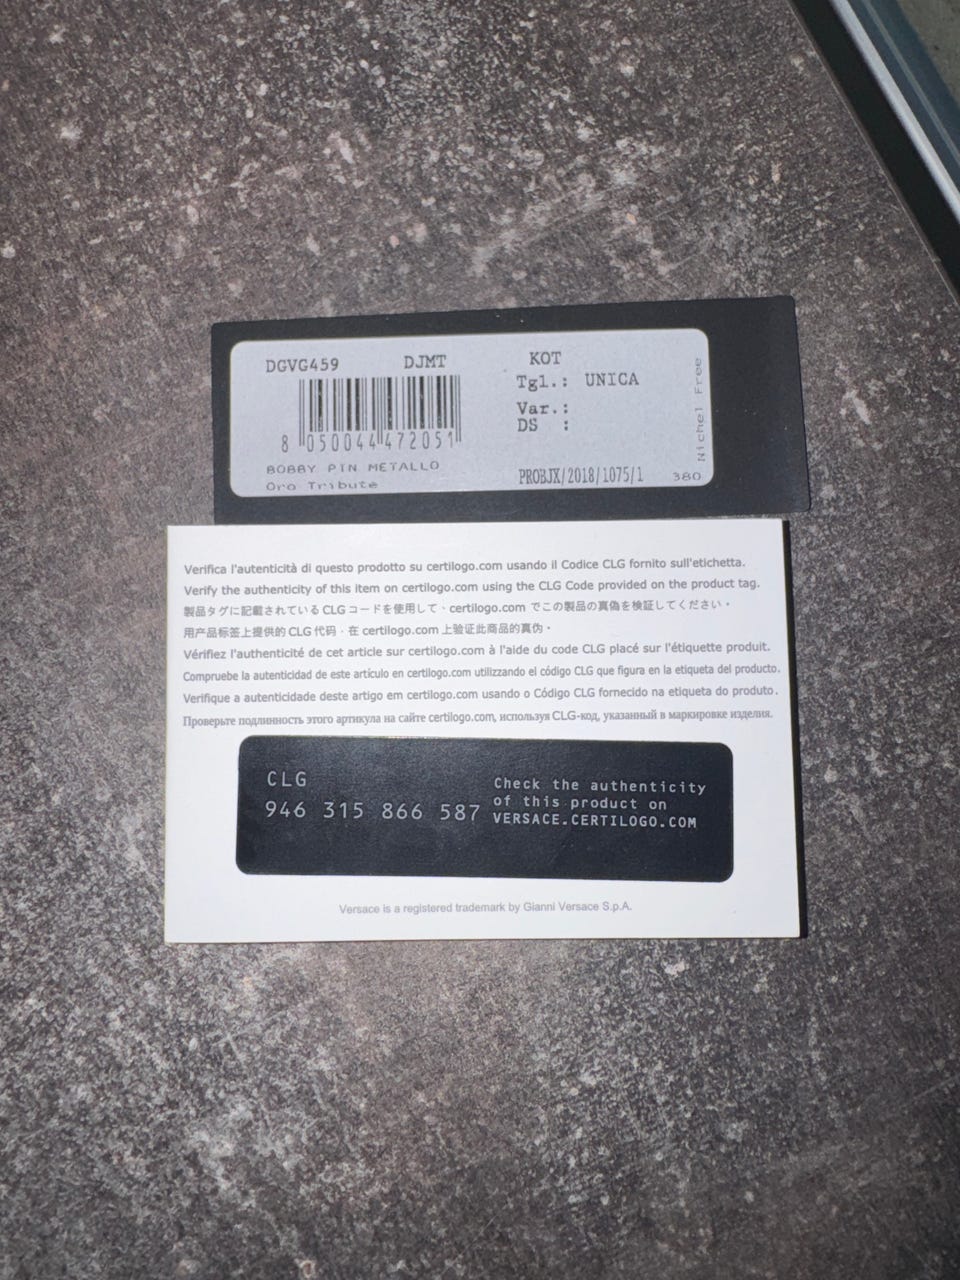 DGVG459 DJMT
8 050044 472051
BOBBY PIN METALLO
Oro Tribute
KOT
Tgl.: UNICA
Var.:
DS :
PROBJX/2018/1075/1
380
Nichel Free
Verifica l'autenticità di questo prodotto su certilogo.com usando il Codice CLG fornito sull'etichetta.
Verify the authenticity of this item on certilogo.com using the CLG Code provided on the product tag.
製品タグに記載されているCLGコードを使用して、certilogo.com でこの製品の真偽を検証してください。
用产品标签上提供的 CLG 代码，在 certilogo.com 上验证此商品的真伪。
Vérifiez l'authenticité de cet article sur certilogo.com à l'aide du code CLG placé sur l'étiquette produit.
Compruebe la autenticidad de este artículo en certilogo.com utilizzando el código CLG que figura en la etiqueta del producto.
Verifique a autenticidade deste artigo em certilogo.com usando o Código CLG fornecido na etiqueta do produto.
Проверьте подлинность этого артикула на сайте certilogo.com, используя CLG-код, указанный в маркировке изделия.
CLG
946 315 866 587
Check the authenticity
of this product on
VERSACE.CERTILOGO.COM
Versace is a registered trademark by Gianni Versace S.p.A.